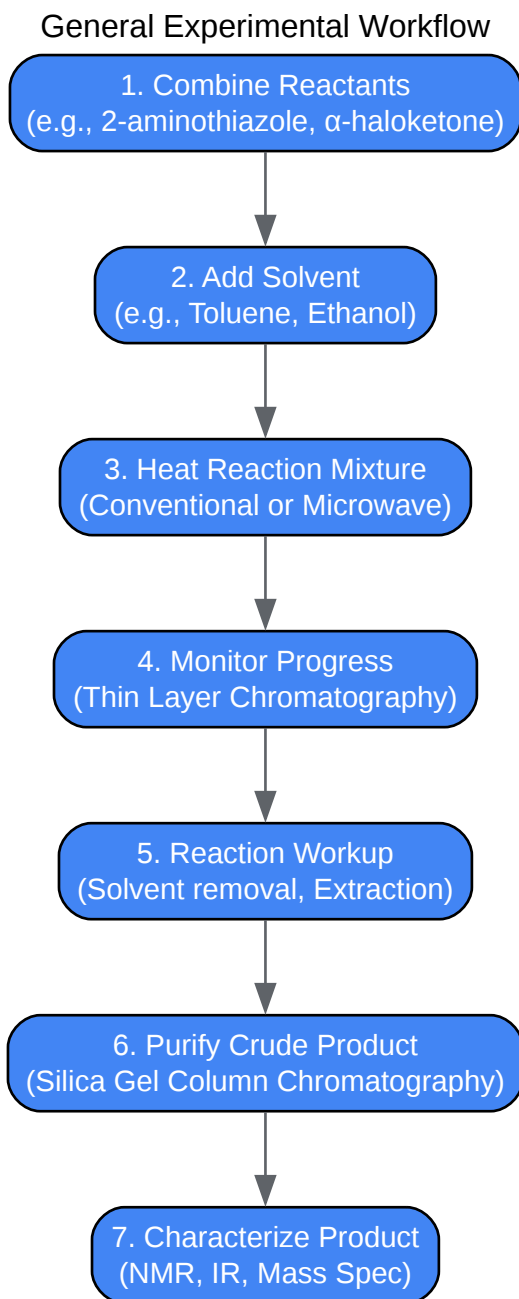 General Experimental Workflow
1. Combine Reactants
(e.g., 2-aminothiazole, α-haloketone)
2. Add Solvent
(e.g., Toluene, Ethanol)
3. Heat Reaction Mixture
(Conventional or Microwave)
4. Monitor Progress
(Thin Layer Chromatography)
5. Reaction Workup
(Solvent removal, Extraction)
6. Purify Crude Product
(Silica Gel Column Chromatography)
7. Characterize Product
(NMR, IR, Mass Spec)